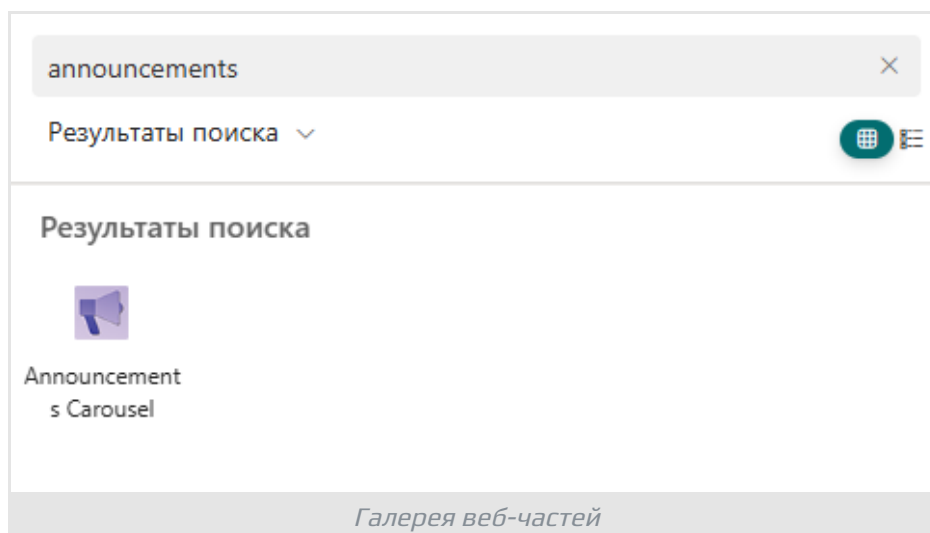 announcements
Результаты поиска
Результаты поиска
Announcement
s Carousel
Галерея веб-частей